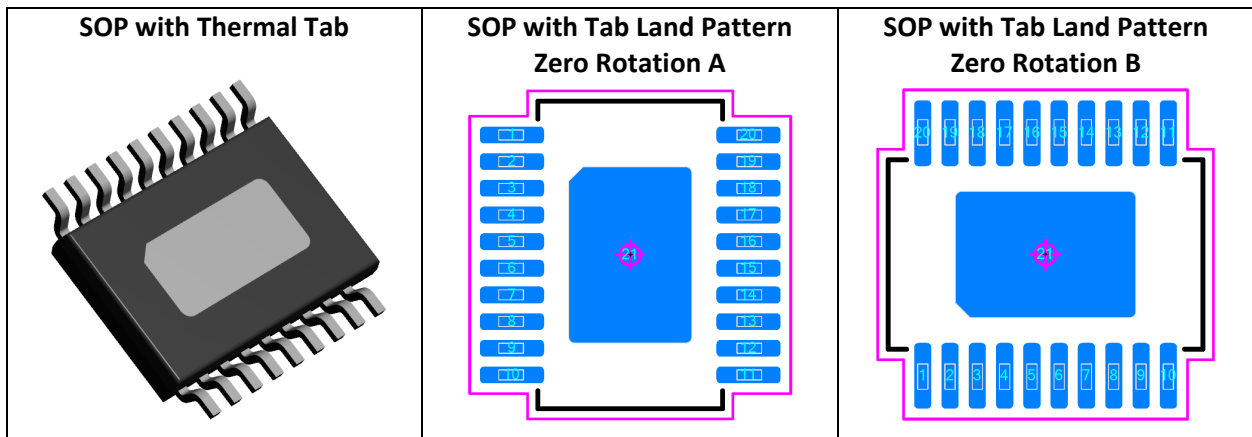 SOP with Thermal Tab
SOP with Tab Land Pattern
Zero Rotation A
1 20
2 19
3 18
4 17
5 16
21
6 15
7 14
8 13
9 12
10 11
SOP with Tab Land Pattern
Zero Rotation B
20 19 18 17 16 15 14 13 12 11
21
1 2 3 4 5 6 7 8 9 10